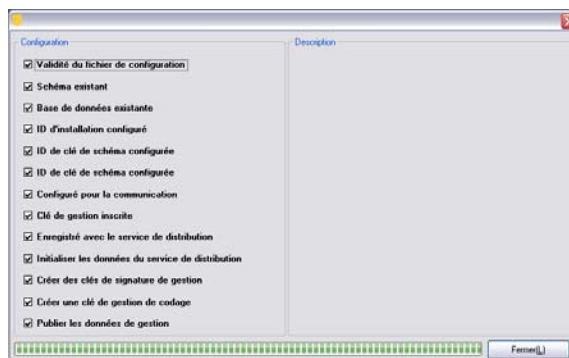 Configuration
Description
Validité du fichier de configuration
Schéma existant
Base de données existante
ID d'installation configuré
ID de clé de schéma configurée
ID de clé de schéma configurée
Configuré pour la communication
Clé de gestion inscrite
Enregistré avec le service de distribution
Initialiser les données du service de distribution
Créer des clés de signature de gestion
Créer une clé de gestion de codage
Publier les données de gestion
Fermer(L)